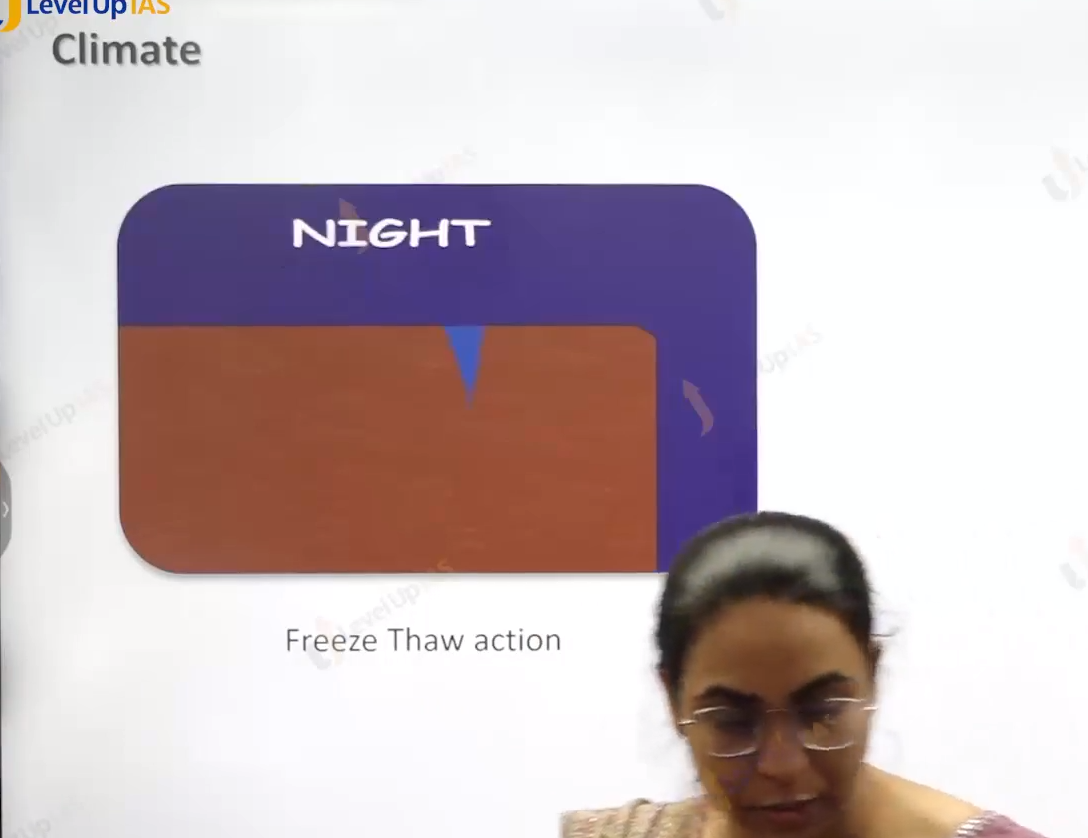 LevelUp IAS
Climate
NIGHT
Freeze Thaw action